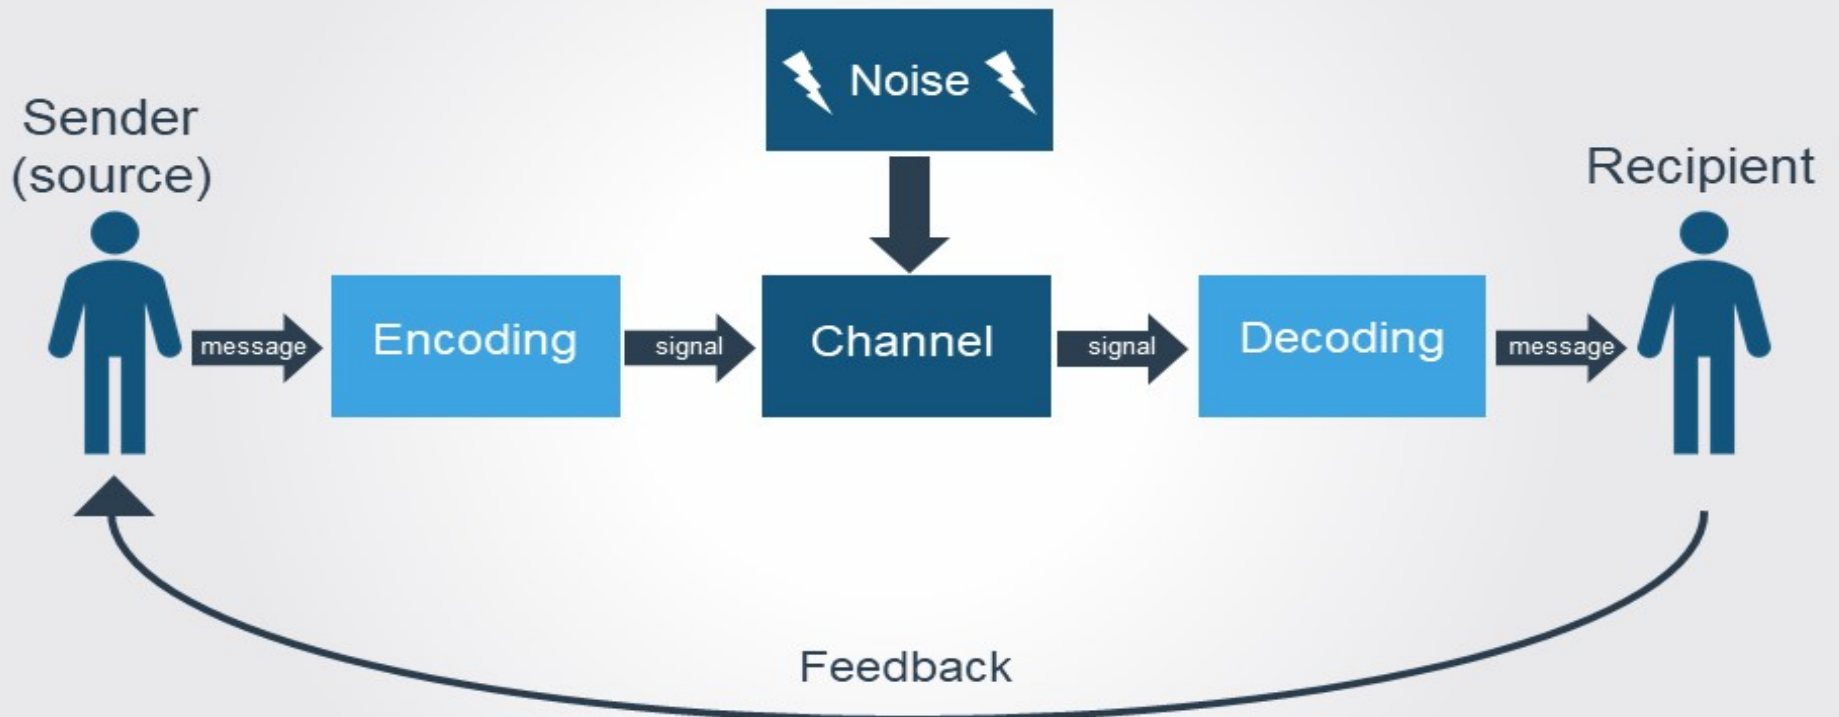 Noise
Sender
(source)
Recipient
message
Encoding
signal
Channel
signal
Decoding
message
Feedback